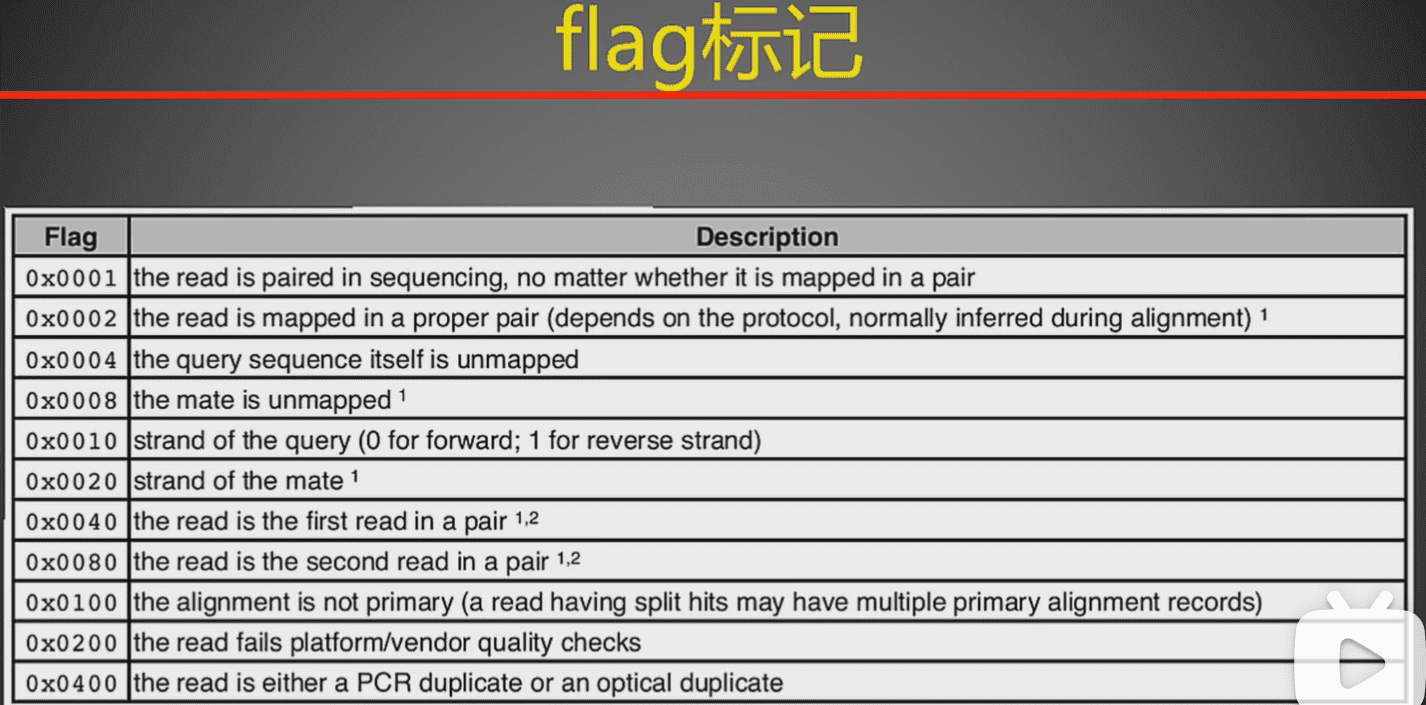 flag标记
Flag Description
0x0001 the read is paired in sequencing, no matter whether it is mapped in a pair
0x0002 the read is mapped in a proper pair (depends on the protocol, normally inferred during alignment) ¹
0x0004 the query sequence itself is unmapped
0x0008 the mate is unmapped ¹
0x0010 strand of the query (0 for forward; 1 for reverse strand)
0x0020 strand of the mate ¹
0x0040 the read is the first read in a pair ¹,²
0x0080 the read is the second read in a pair ¹,²
0x0100 the alignment is not primary (a read having split hits may have multiple primary alignment records)
0x0200 the read fails platform/vendor quality checks
0x0400 the read is either a PCR duplicate or an optical duplicate